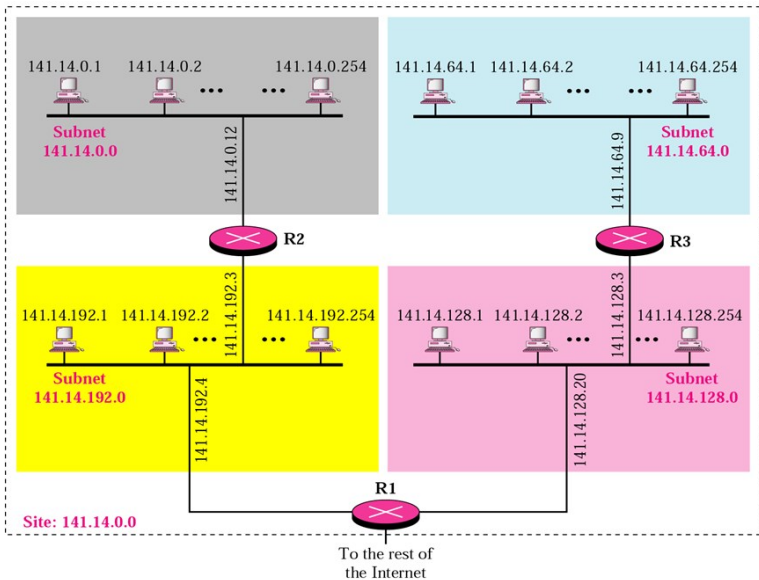 141.14.0.1 141.14.0.2 ••• ••• 141.14.0.254
Subnet
141.14.0.0
141.14.0.12
141.14.64.1 141.14.64.2 ••• ••• 141.14.64.254
Subnet
141.14.64.0
141.14.64.9
R2
R3
141.14.192.1 141.14.192.2 ••• ••• 141.14.192.254
141.14.192.3
Subnet
141.14.192.0
141.14.192.4
141.14.128.1 141.14.128.2 ••• ••• 141.14.128.254
141.14.128.3
Subnet
141.14.128.0
141.14.128.20
R1
Site: 141.14.0.0
To the rest of
the Internet